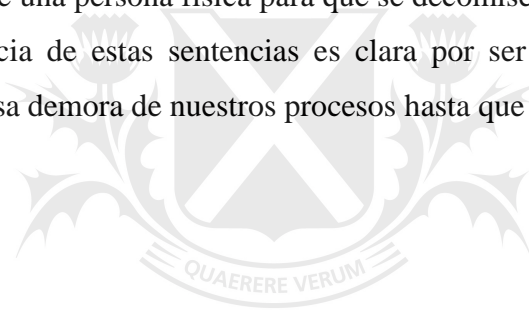 e una persona física para que se decomise
cia de estas sentencias es clara por ser
sa demora de nuestros procesos hasta que
QUAERERE VERUM